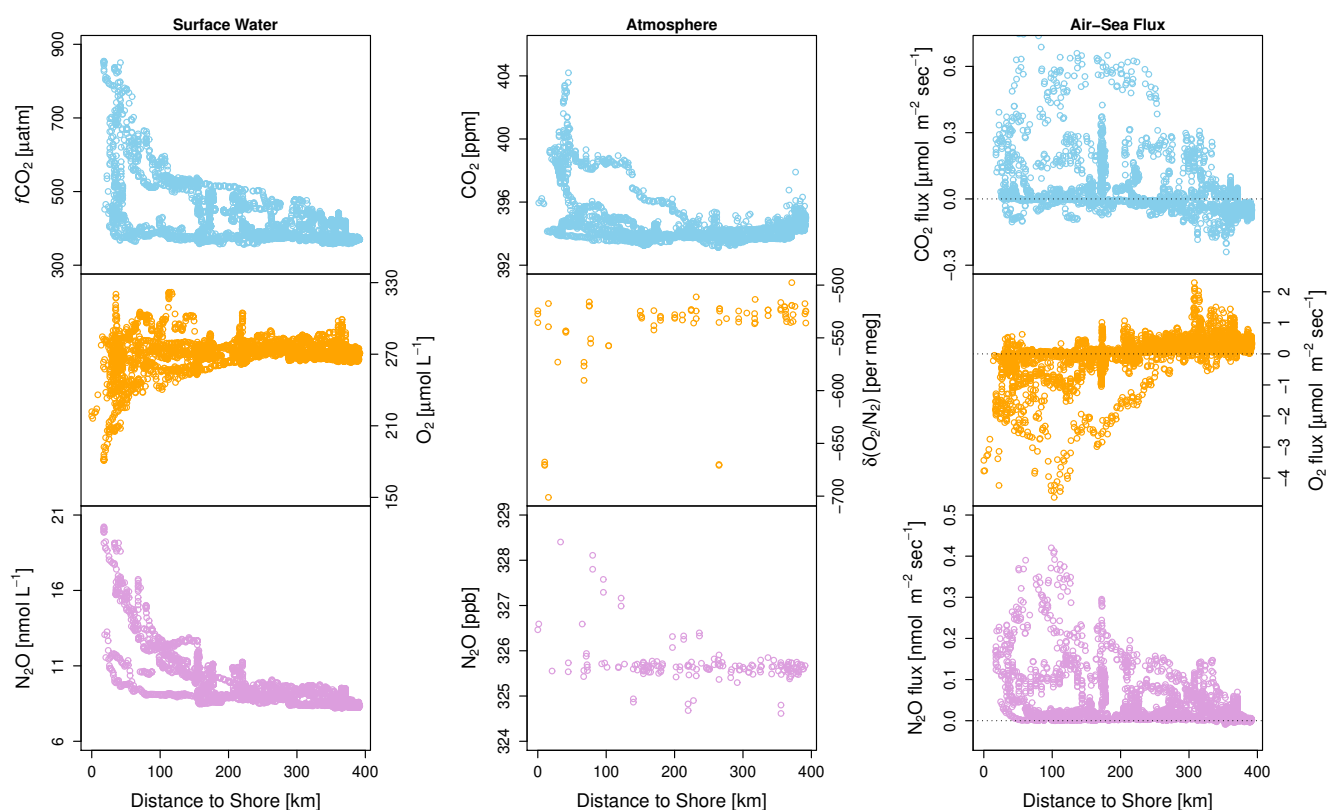 Surface Water
Atmosphere
Air−Sea Flux
fCO₂ [µatm]
900
700
500
300
CO₂ [ppm]
404
400
396
392
CO₂ flux [µmol m⁻² sec⁻¹]
0.6
0.3
0.0
−0.3
O₂ [µmol L⁻¹]
330
270
210
150
δ(O₂/N₂) [per meg]
−500
−550
−600
−650
−700
O₂ flux [µmol m⁻² sec⁻¹]
2
1
0
−1
−2
−3
−4
N₂O [nmol L⁻¹]
21
16
11
6
N₂O [ppb]
329
328
327
326
325
324
N₂O flux [nmol m⁻² sec⁻¹]
0.5
0.4
0.3
0.2
0.1
0.0
0 100 200 300 400
0 100 200 300 400
0 100 200 300 400
Distance to Shore [km]
Distance to Shore [km]
Distance to Shore [km]